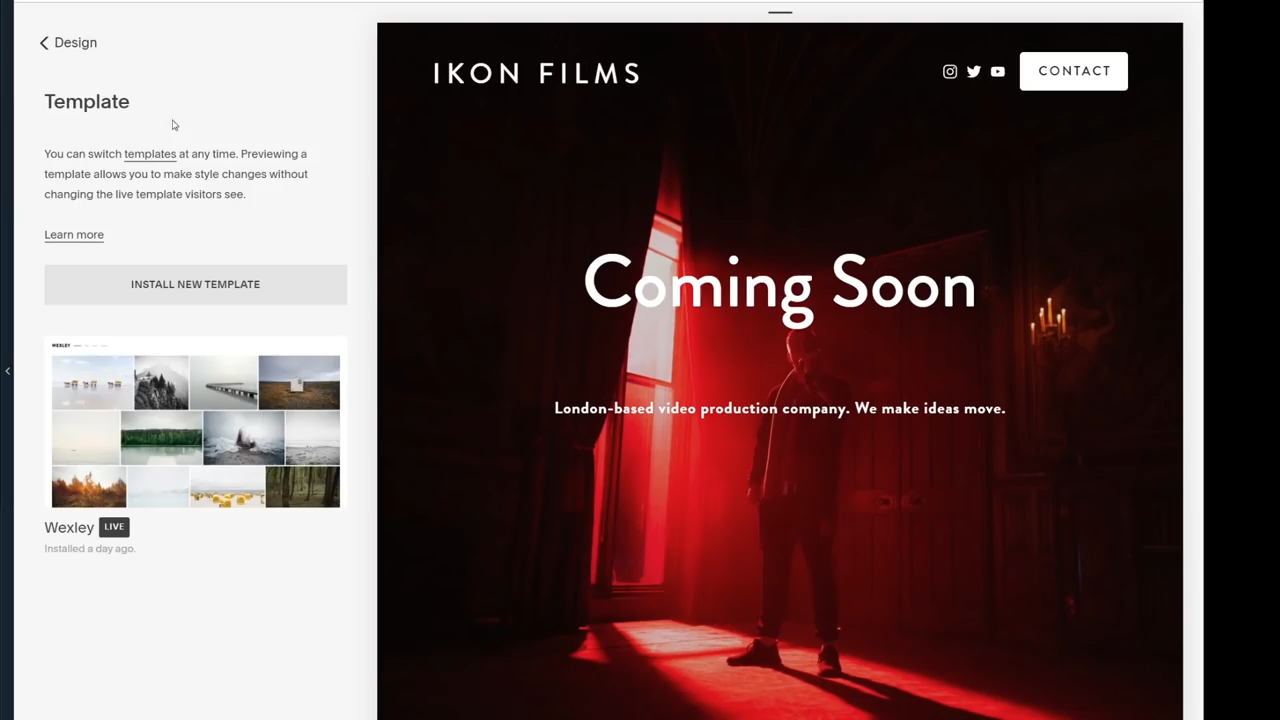 Design
Template
You can switch templates at any time. Previewing a
template allows you to make style changes without
changing the live template visitors see.
Learn more
INSTALL NEW TEMPLATE
WEXLEY
Wexley LIVE
Installed a day ago.
IKON FILMS
CONTACT
Coming Soon
London-based video production company. We make ideas move.